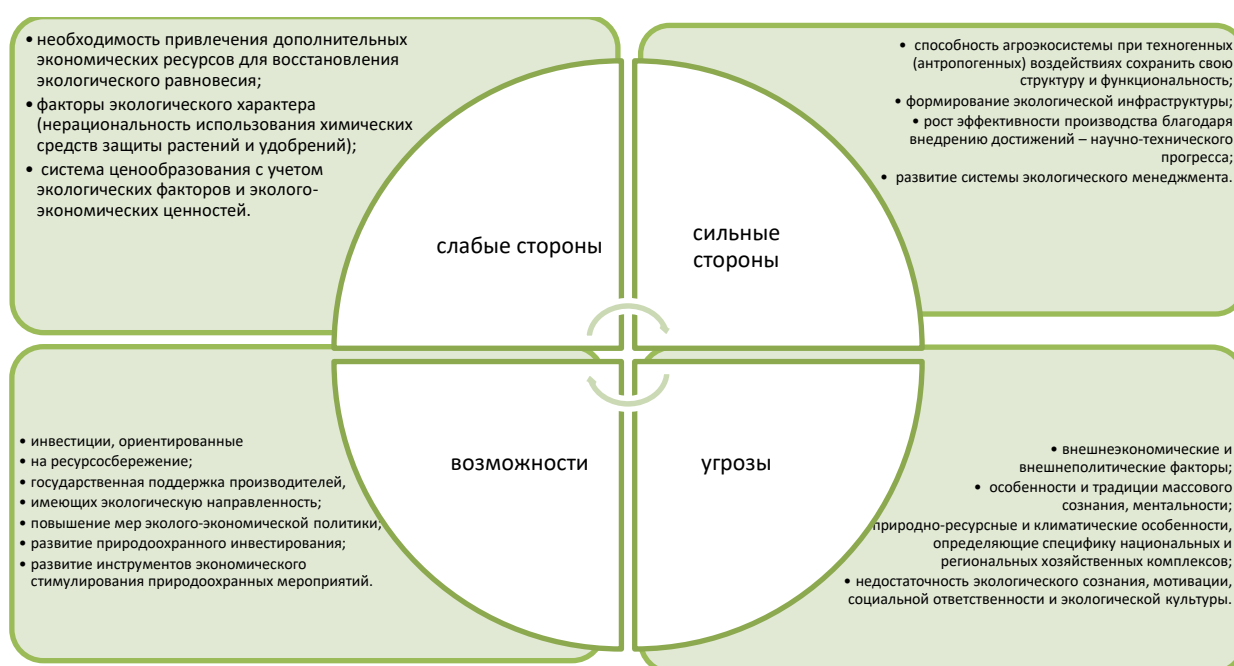 • необходимость привлечения дополнительных
экономических ресурсов для восстановления
экологического равновесия;
• факторы экологического характера
(нерациональность использования химических
средств защиты растений и удобрений);
• система ценообразования с учетом
экологических факторов и эколого-
экономических ценностей.
• способность агроэкосистемы при техногенных
(антропогенных) воздействиях сохранить свою
структуру и функциональность;
• формирование экологической инфраструктуры;
• рост эффективности производства благодаря
внедрению достижений – научно-технического
прогресса;
• развитие системы экологического менеджмента.
слабые стороны
сильные
стороны
• инвестиции, ориентированные
• на ресурсосбережение;
• государственная поддержка производителей,
• имеющих экологическую направленность;
• повышение мер эколого-экономической политики;
• развитие природоохранного инвестирования;
• развитие инструментов экономического
стимулирования природоохранных мероприятий.
возможности
угрозы
• внешнеэкономические и
внешнеполитические факторы;
• особенности и традиции массового
сознания, ментальности;
природно-ресурсные и климатические особенности,
определяющие специфику национальных и
региональных хозяйственных комплексов;
• недостаточность экологического сознания, мотивации,
социальной ответственности и экологической культуры.